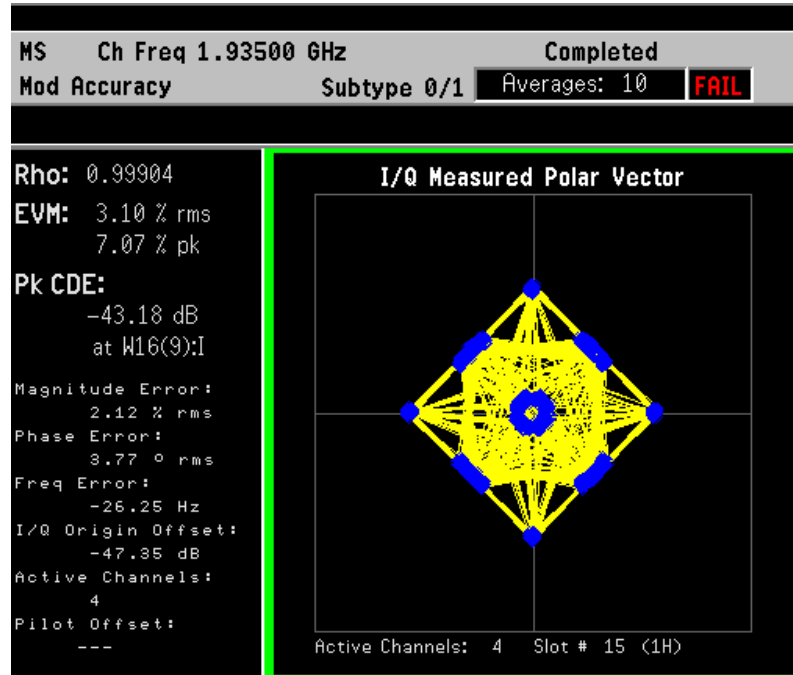 MS Ch Freq 1.93500 GHz Completed
Mod Accuracy Subtype 0/1 Averages: 10 FAIL
Rho: 0.99904
EVM: 3.10 % rms
7.07 % pk
Pk CDE:
-43.18 dB
at W16(9):I
Magnitude Error:
2.12 % rms
Phase Error:
3.77 º rms
Freq Error:
-26.25 Hz
I/Q Origin Offset:
-47.35 dB
Active Channels:
4
Pilot Offset:
---
I/Q Measured Polar Vector
Active Channels: 4 Slot # 15 (1H)